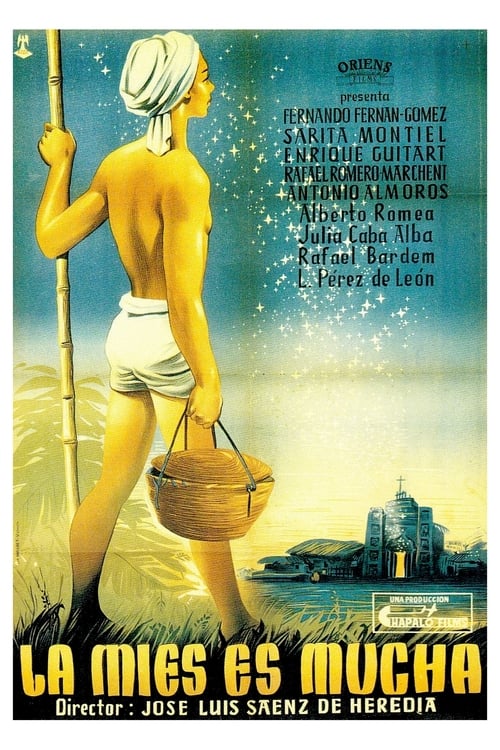 ORIENS
FILMS
presenta
FERNANDO FERNAN-GOMEZ
SARITA MONTIEL
ENRIQUE GUITART
RAFAEL ROMERO-MARCHENT
ANTONIO ALMOROS
Alberto Romea
Julia Caba Alba
Rafael Bardem
L. Pérez de León
UNA PRODUCCION
CHAPALO FILMS
LA MIES ES MUCHA
Director : JOSE LUIS SAENZ DE HEREDIA